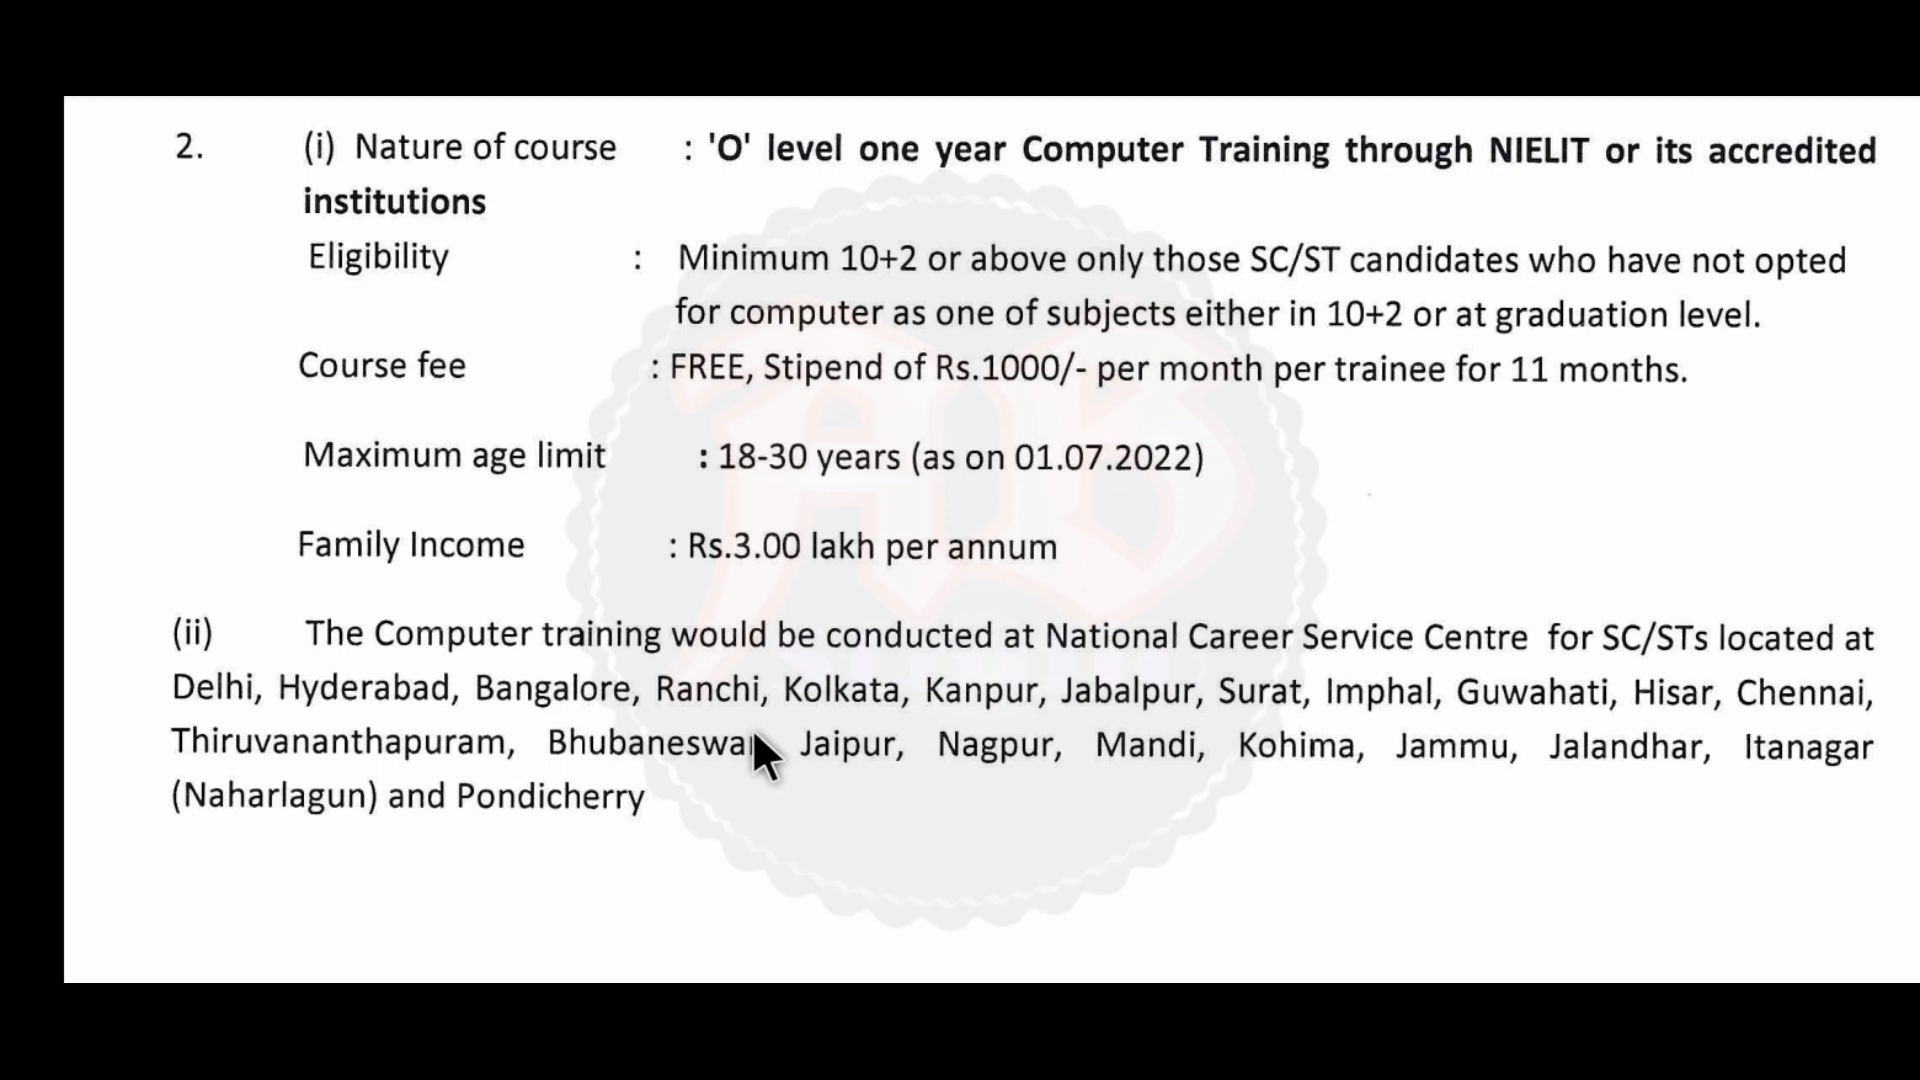 2. (i) Nature of course : 'O' level one year Computer Training through NIELIT or its accredited
institutions
Eligibility : Minimum 10+2 or above only those SC/ST candidates who have not opted
for computer as one of subjects either in 10+2 or at graduation level.
Course fee : FREE, Stipend of Rs.1000/- per month per trainee for 11 months.
Maximum age limit : 18-30 years (as on 01.07.2022)
Family Income : Rs.3.00 lakh per annum
(ii) The Computer training would be conducted at National Career Service Centre for SC/STs located at
Delhi, Hyderabad, Bangalore, Ranchi, Kolkata, Kanpur, Jabalpur, Surat, Imphal, Guwahati, Hisar, Chennai,
Thiruvananthapuram, Bhubaneswar, Jaipur, Nagpur, Mandi, Kohima, Jammu, Jalandhar, Itanagar
(Naharlagun) and Pondicherry